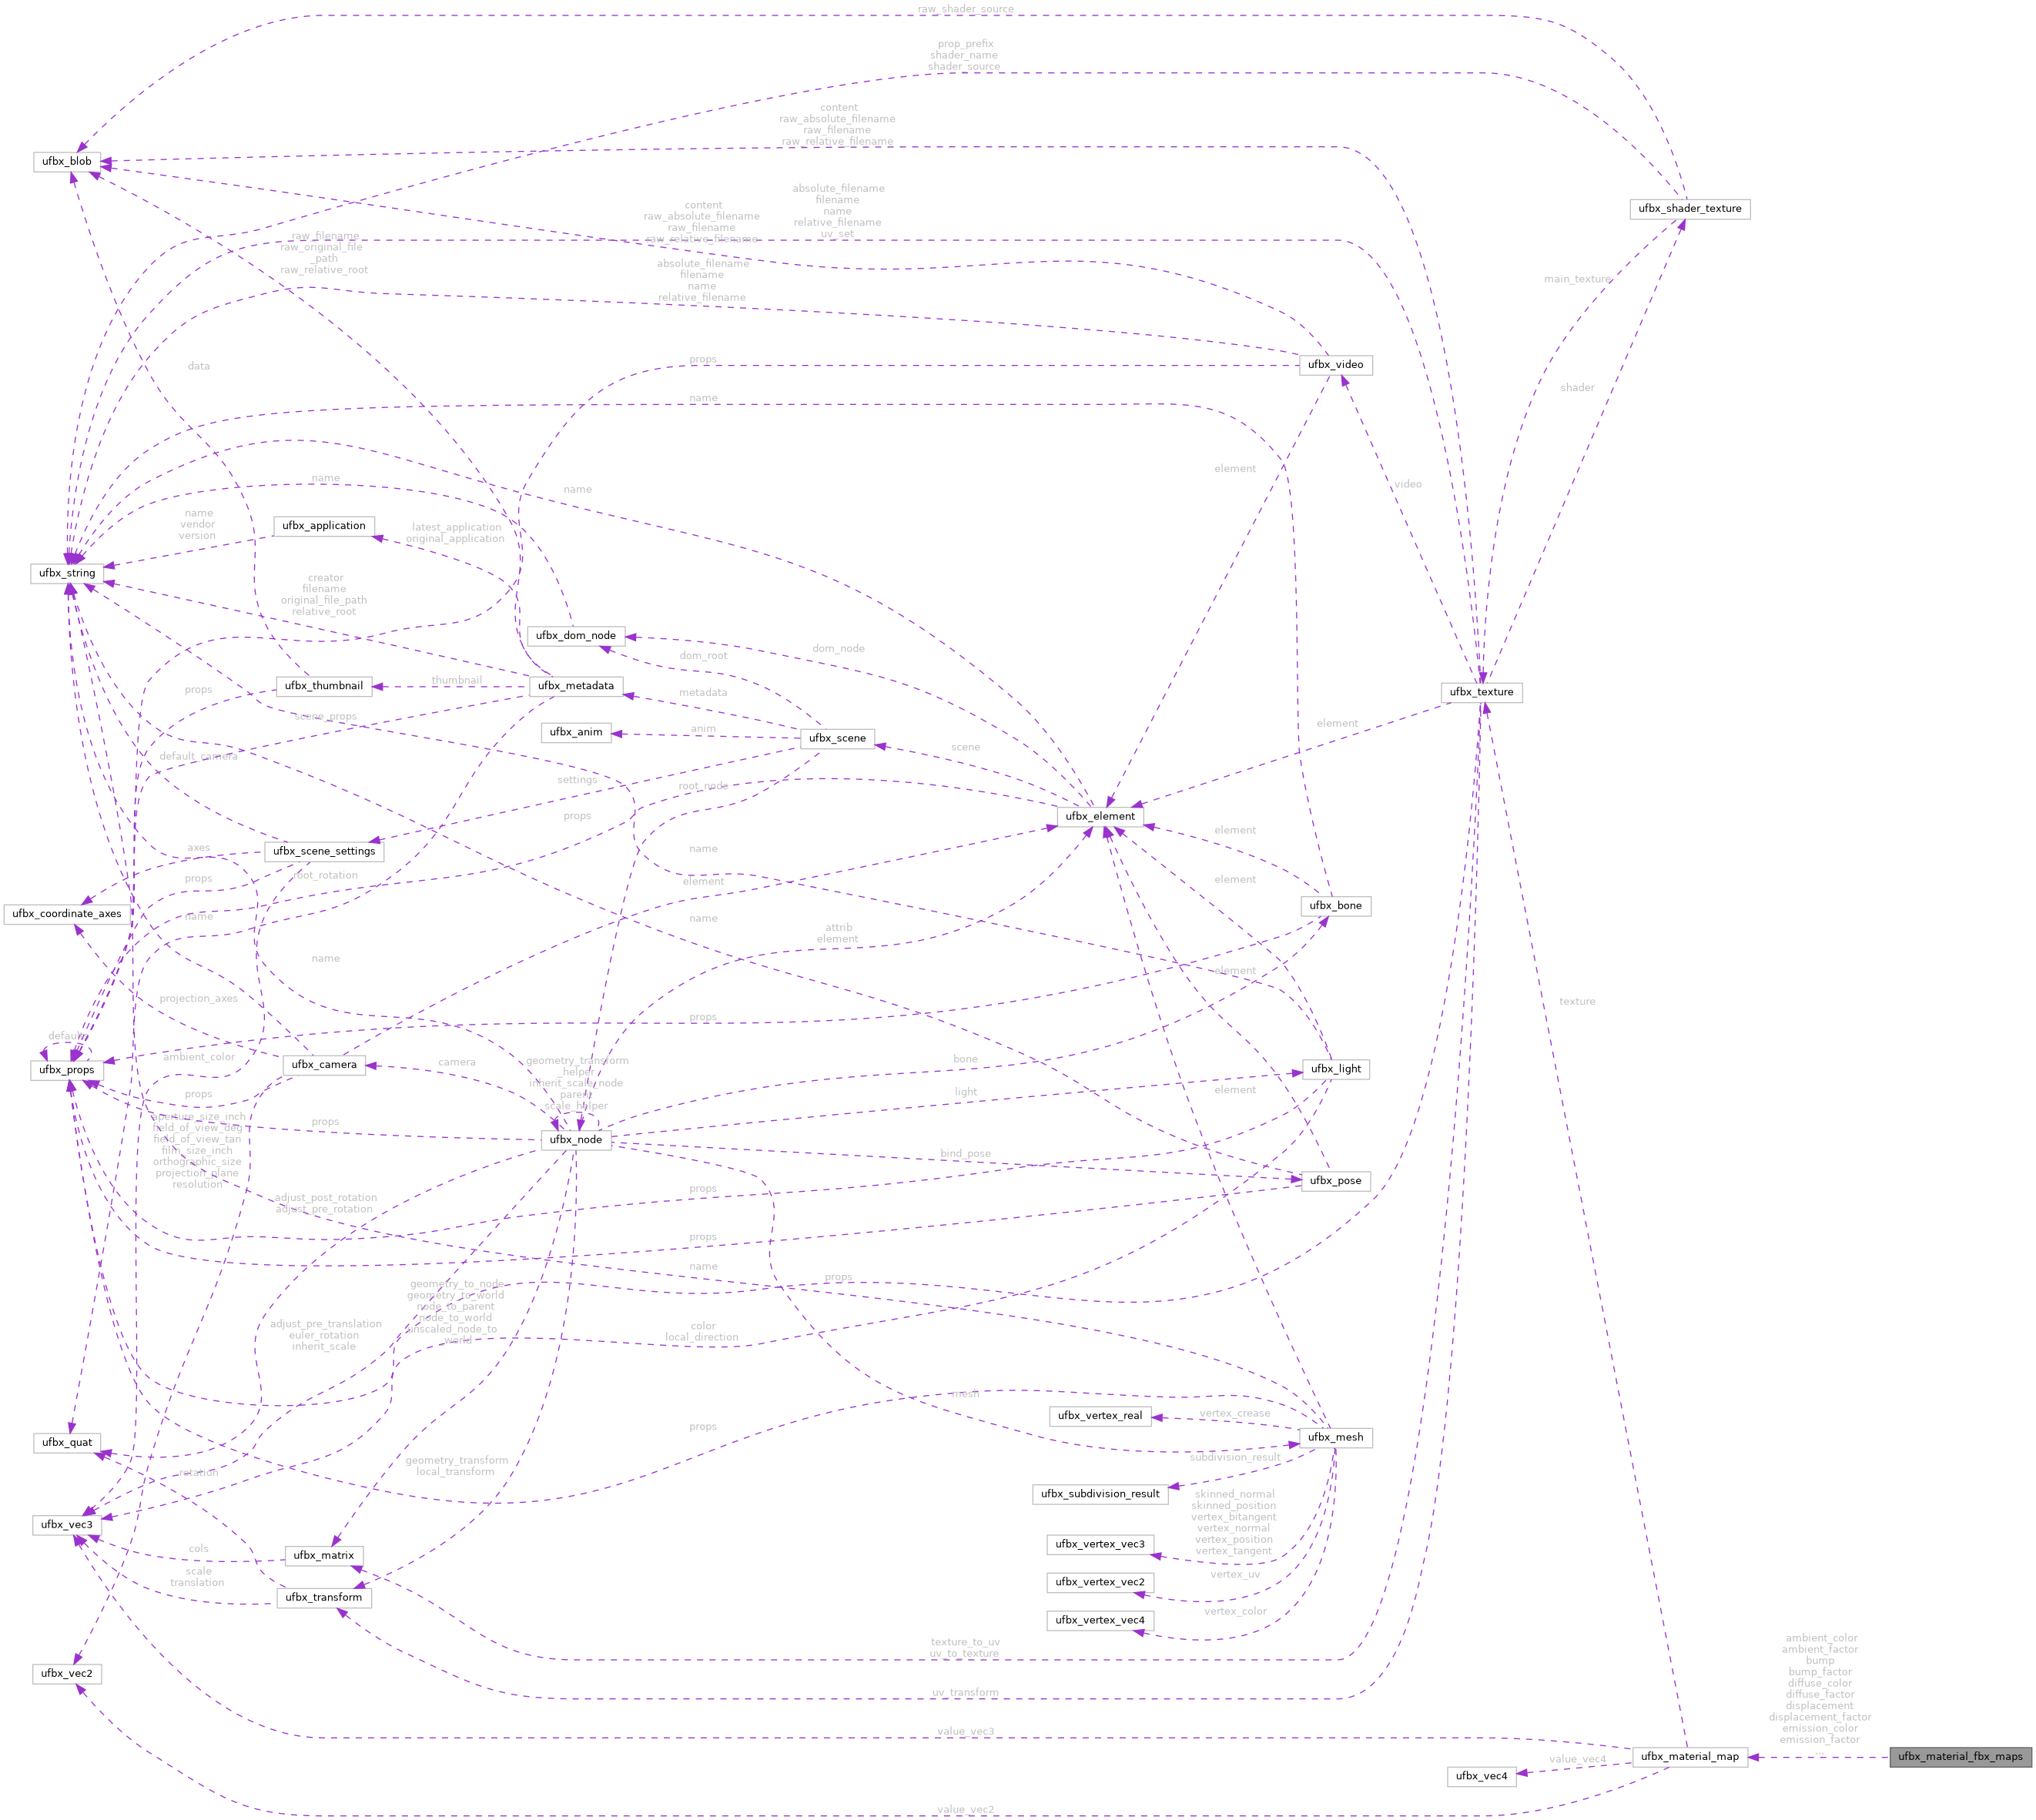 raw_shader_source
prop_prefix
shader_name
shader_source
content
raw_absolute_filename
raw_filename
raw_relative_filename
ufbx_blob
absolute_filename
filename
name
relative_filename
uv_set
content
raw_absolute_filename
raw_filename
raw_relative_filename
ufbx_shader_texture
raw_filename
raw_original_file
_path
raw_relative_root
absolute_filename
filename
name
relative_filename
main_texture
data
props
ufbx_video
shader
name
element
name
name
video
name
vendor
version
ufbx_application
latest_application
original_application
ufbx_string
creator
filename
original_file_path
relative_root
ufbx_dom_node
dom_node
dom_root
props
ufbx_thumbnail
thumbnail
ufbx_metadata
metadata
ufbx_texture
scene_props
ufbx_anim
anim
ufbx_scene
scene
element
default_camera
settings
root_node
props
ufbx_element
element
axes
ufbx_scene_settings
name
props
root_rotation
element
element
ufbx_coordinate_axes
name
name
attrib
element
ufbx_bone
name
element
projection_axes
props
texture
default
ufbx_props
ambient_color
ufbx_camera
camera
geometry_transform
_helper
inherit_scale_node
parent
scale_helper
bone
ufbx_light
props
light
element
aperture_size_inch
field_of_view_deg
field_of_view_tan
film_size_inch
orthographic_size
projection_plane
resolution
props
ufbx_node
bind_pose
ufbx_pose
adjust_post_rotation
adjust_pre_rotation
props
props
name
props
geometry_to_node
geometry_to_world
node_to_parent
node_to_world
unscaled_node_to
_world
adjust_pre_translation
euler_rotation
inherit_scale
color
local_direction
mesh
props
ufbx_vertex_real
vertex_crease
ufbx_mesh
ufbx_quat
rotation
geometry_transform
local_transform
subdivision_result
ufbx_subdivision_result
skinned_normal
skinned_position
vertex_bitangent
vertex_normal
vertex_position
vertex_tangent
ufbx_vec3
cols
ufbx_matrix
ufbx_vertex_vec3
scale
translation
ufbx_transform
ufbx_vertex_vec2
vertex_uv
ufbx_vertex_vec4
vertex_color
texture_to_uv
uv_to_texture
ufbx_vec2
uv_transform
ambient_color
ambient_factor
bump
bump_factor
diffuse_color
diffuse_factor
displacement
displacement_factor
emission_color
emission_factor
...
value_vec3
ufbx_material_map
ufbx_material_fbx_maps
value_vec4
ufbx_vec4
value_vec2